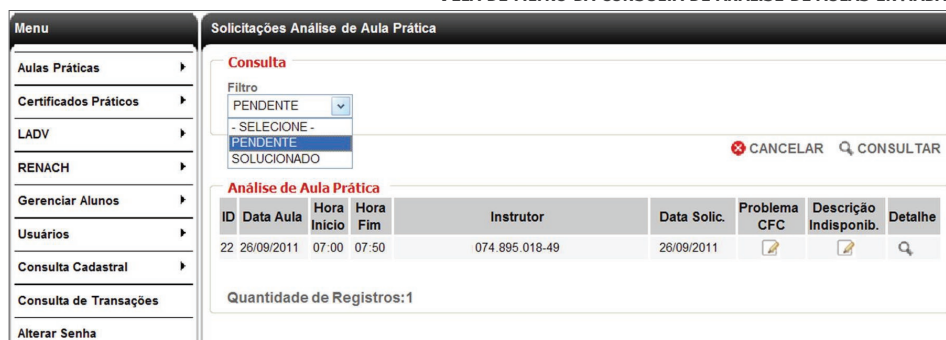 Menu
Aulas Práticas
Certificados Práticos
LADV
RENACH
Gerenciar Alunos
Usuários
Consulta Cadastral
Consulta de Transações
Alterar Senha
Solicitações Análise de Aula Prática
Consulta
Filtro
PENDENTE
- SELECIONE -
PENDENTE
SOLUCIONADO
CANCELAR CONSULTAR
Análise de Aula Prática
ID Data Aula Hora Início Hora Fim Instrutor Data Solic. Problema CFC Descrição Indisponib. Detalhe
22 26/09/2011 07:00 07:50 074.895.018-49 26/09/2011
Quantidade de Registros:1